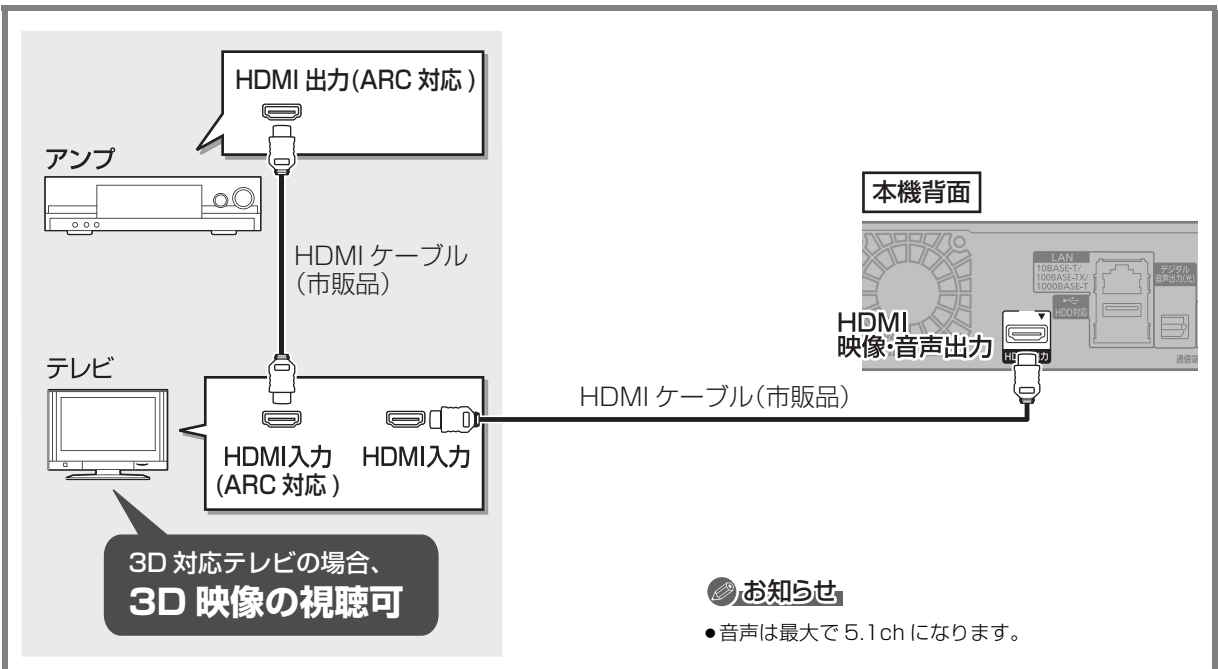 HDMI 出力(ARC 対応)
アンプ
HDMI ケーブル
(市販品)
テレビ
HDMI入力
(ARC 対応)
HDMI入力
3D 対応テレビの場合、
3D 映像の視聴可
HDMI ケーブル(市販品)
本機背面
LAN
10BASE-T/
100BASE-TX/
1000BASE-T
HDD対応
デジタル
音声出力(光)
HDMI
映像・音声出力
お知らせ
●音声は最大で 5.1ch になります。